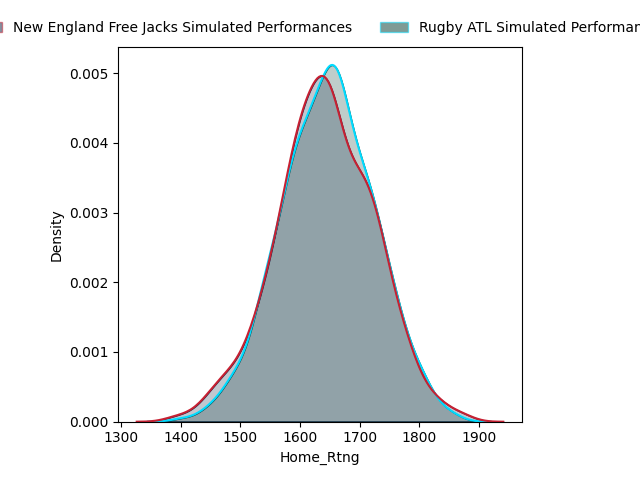 New England Free Jacks Simulated Performances
Rugby ATL Simulated
0.005
0.004
0.003
0.002
0.001
0.000
Density
1300 1400 1500 1600 1700 1800 1900
Home_Rtng